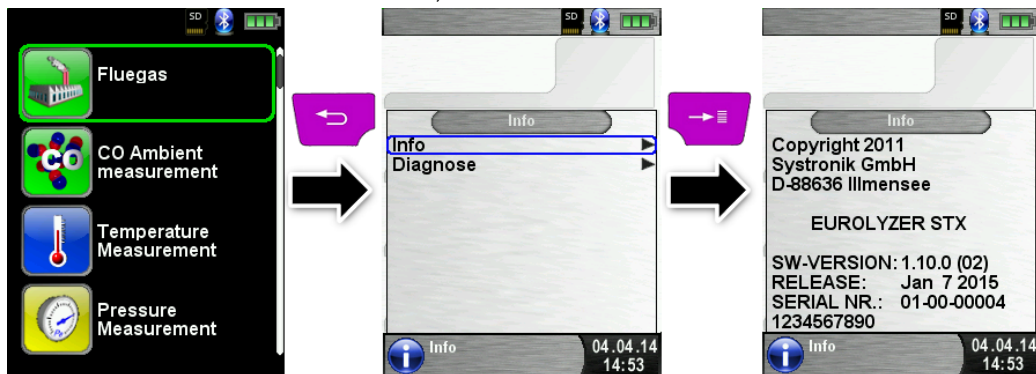 SD
Fluegas
CO
CO Ambient
measurement
Temperature
Measurement
Pressure
Measurement
SD
Info
Info
Diagnose
Info
04.04.14
14:53
SD
Info
Copyright 2011
Systronik GmbH
D-88636 Illmensee
EUROLYZER STX
SW-VERSION: 1.10.0 (02)
RELEASE: Jan 7 2015
SERIAL NR.: 01-00-00004
1234567890
Info
04.04.14
14:53